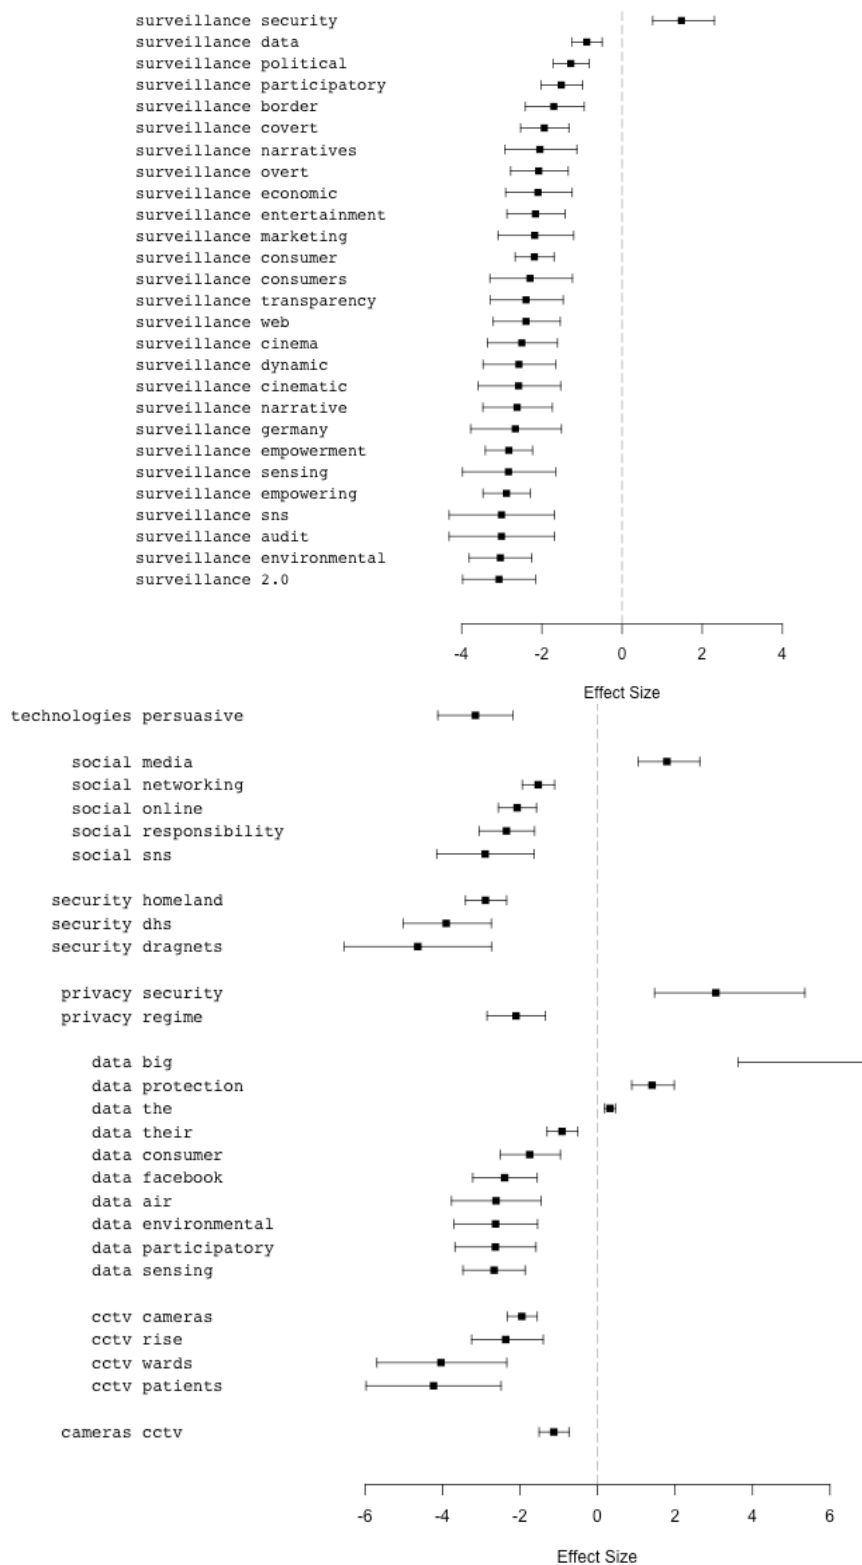 surveillance security
surveillance data
surveillance political
surveillance participatory
surveillance border
surveillance covert
surveillance narratives
surveillance overt
surveillance economic
surveillance entertainment
surveillance marketing
surveillance consumer
surveillance consumers
surveillance transparency
surveillance web
surveillance cinema
surveillance dynamic
surveillance cinematic
surveillance narrative
surveillance germany
surveillance empowerment
surveillance sensing
surveillance empowering
surveillance sns
surveillance audit
surveillance environmental
surveillance 2.0
-4 -2 0 2 4
Effect Size
technologies persuasive
social media
social networking
social online
social responsibility
social sns
security homeland
security dhs
security dragnets
privacy security
privacy regime
data big
data protection
data the
data their
data consumer
data facebook
data air
data environmental
data participatory
data sensing
cctv cameras
cctv rise
cctv wards
cctv patients
cameras cctv
-6 -4 -2 0 2 4 6
Effect Size